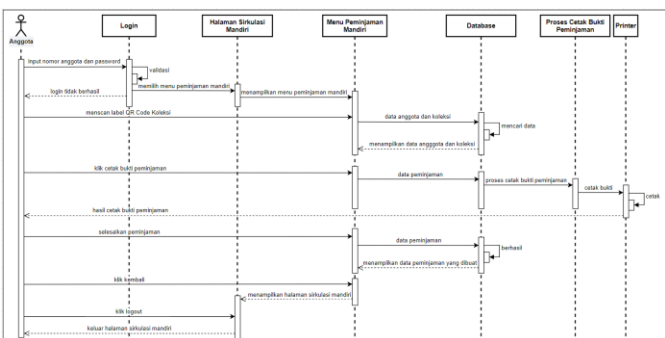 Login
Halaman Sirkulasi
Mandiri
Menu Peminjaman
Mandiri
Database
Proses Cetak Bukti
Peminjaman
Printer
Anggota
input nomor anggota dan password
validasi
login tidak berhasil
memilih menu peminjaman mandiri
menampilkan menu peminjaman mandiri
menscan label QR Code Koleksi
data anggota dan koleksi
mencari data
menampilkan data angggota dan koleksi
klik cetak bukti peminjaman
data peminjaman
proses cetak bukti peminjaman
cetak bukti
cetak
hasil cetak bukti peminjaman
selesaikan peminjaman
data peminjaman
berhasil
menampilkan data peminjaman yang dibuat
klik kembali
menampilkan halaman sirkulasi mandiri
klik logout
keluar halaman sirkulasi mandiri